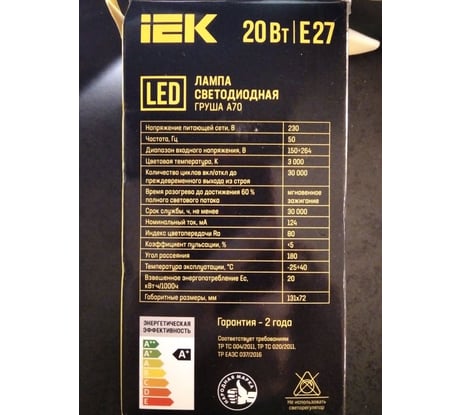 IEK 20 Вт | E27
LED
ЛАМПА
СВЕТОДИОДНАЯ
ГРУША A70
Напряжение питающей сети, В 230
Частота, Гц 50
Диапазон входного напряжения, В 150÷264
Цветовая температура, К 3 000
Количество циклов вкл/откл до 30 000
преждевременного выхода из строя
Время разогрева до достижения 60 % мгновенное
полного светового потока зажигание
Срок службы, ч, не менее 30 000
Номинальный ток, мА 124
Индекс цветопередачи Ra 80
Коэффициент пульсации, % <5
Угол рассеяния 180
Температура эксплуатации, °C -25÷40
Взвешенное энергопотребление Ec, 20
кВт·ч/1000ч
Габаритные размеры, мм 131x72
ЭНЕРГЕТИЧЕСКАЯ
ЭФФЕКТИВНОСТЬ
A++
A+
A
B
C
D
E
A+
Гарантия - 2 года
Соответствует требованиям
ТР ТС 004/2011, ТР ТС 020/2011,
ТР ЕАЭС 037/2016
НАРОДНАЯ МАРКА
Не использовать
светорегулятор